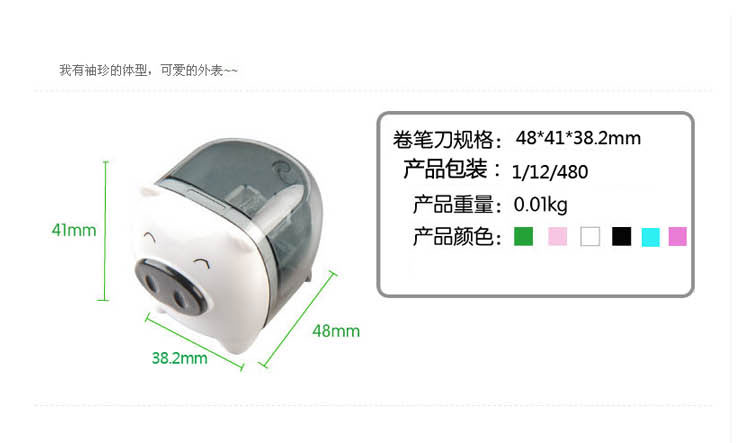 我有袖珍的体型，可爱的外表~~
卷笔刀规格：48*41*38.2mm
产品包装：1/12/480
产品重量：0.01kg
产品颜色：
41mm
48mm
38.2mm